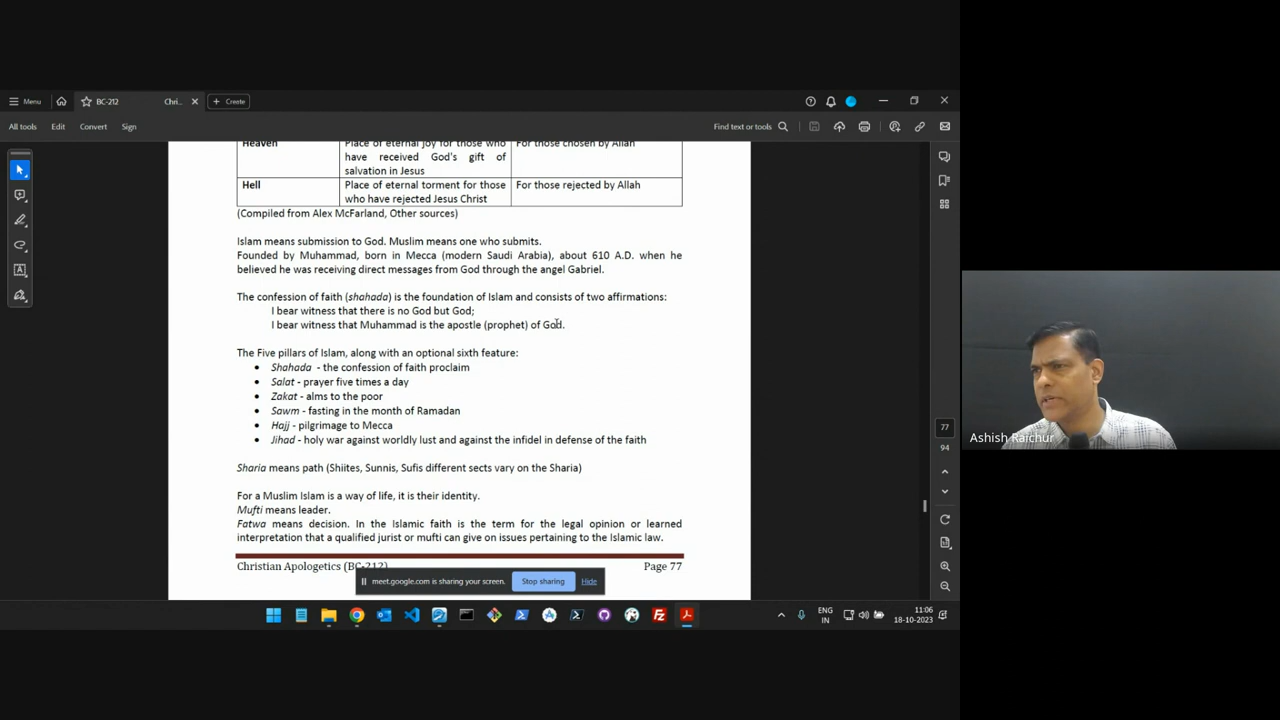 Menu
BC-212
Chri...
Create
All tools
Edit
Convert
Sign
Find text or tools
Heaven
Place of eternal joy for those who
have received God's gift of
salvation in Jesus
For those chosen by Allah
Hell
Place of eternal torment for those
who have rejected Jesus Christ
For those rejected by Allah
(Compiled from Alex McFarland, Other sources)
Islam means submission to God. Muslim means one who submits.
Founded by Muhammad, born in Mecca (modern Saudi Arabia), about 610 A.D. when he
believed he was receiving direct messages from God through the angel Gabriel.
The confession of faith (shahada) is the foundation of Islam and consists of two affirmations:
I bear witness that there is no God but God;
I bear witness that Muhammad is the apostle (prophet) of God.
The Five pillars of Islam, along with an optional sixth feature:
• Shahada - the confession of faith proclaim
• Salat - prayer five times a day
• Zakat - alms to the poor
• Sawm - fasting in the month of Ramadan
• Hajj - pilgrimage to Mecca
• Jihad - holy war against worldly lust and against the infidel in defense of the faith
Sharia means path (Shiites, Sunnis, Sufis different sects vary on the Sharia)
For a Muslim Islam is a way of life, it is their identity.
Mufti means leader.
Fatwa means decision. In the Islamic faith is the term for the legal opinion or learned
interpretation that a qualified jurist or mufti can give on issues pertaining to the Islamic law.
Christian Apologetics (BC-212)
Page 77
meet.google.com is sharing your screen.
Stop sharing
Hide
77
94
ENG
IN
11:06
18-10-2023
Ashish Raichur